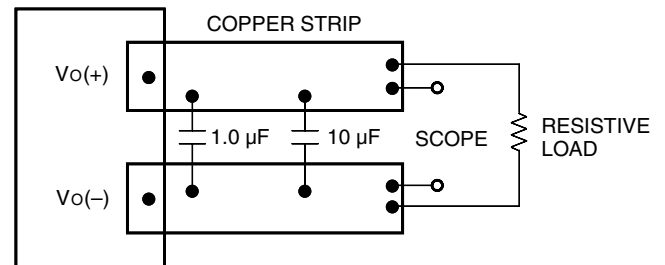 COPPER STRIP
VO(+)
1.0 µF
10 µF
SCOPE
RESISTIVE
LOAD
VO(–)